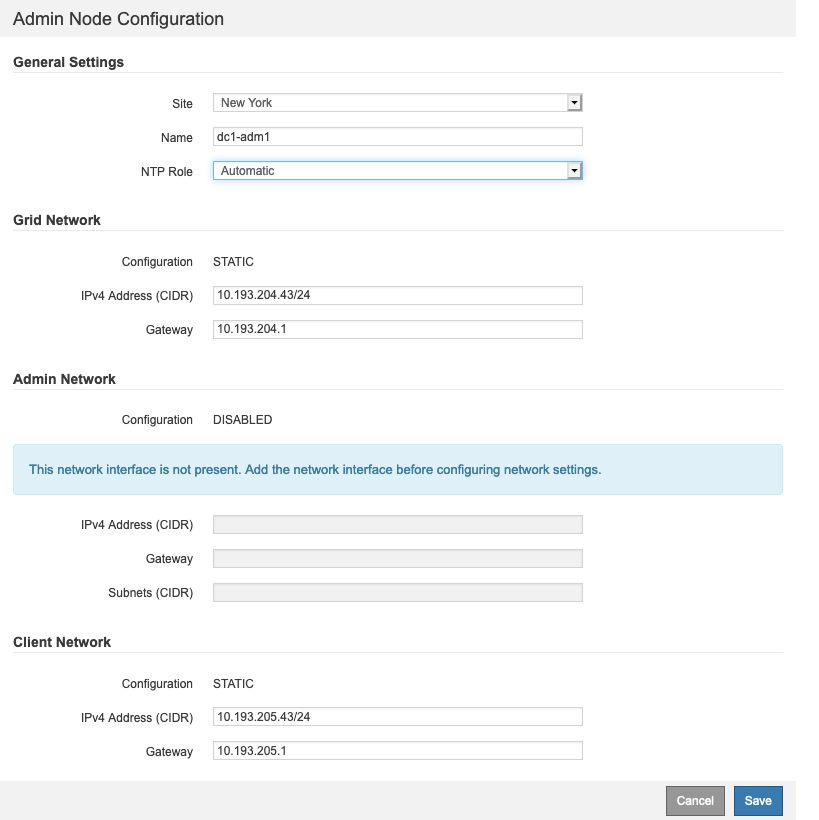 Admin Node Configuration
General Settings
Site New York
Name dc1-adm1
NTP Role Automatic
Grid Network
Configuration STATIC
IPv4 Address (CIDR) 10.193.204.43/24
Gateway 10.193.204.1
Admin Network
Configuration DISABLED
This network interface is not present. Add the network interface before configuring network settings.
IPv4 Address (CIDR)
Gateway
Subnets (CIDR)
Client Network
Configuration STATIC
IPv4 Address (CIDR) 10.193.205.43/24
Gateway 10.193.205.1
Cancel Save